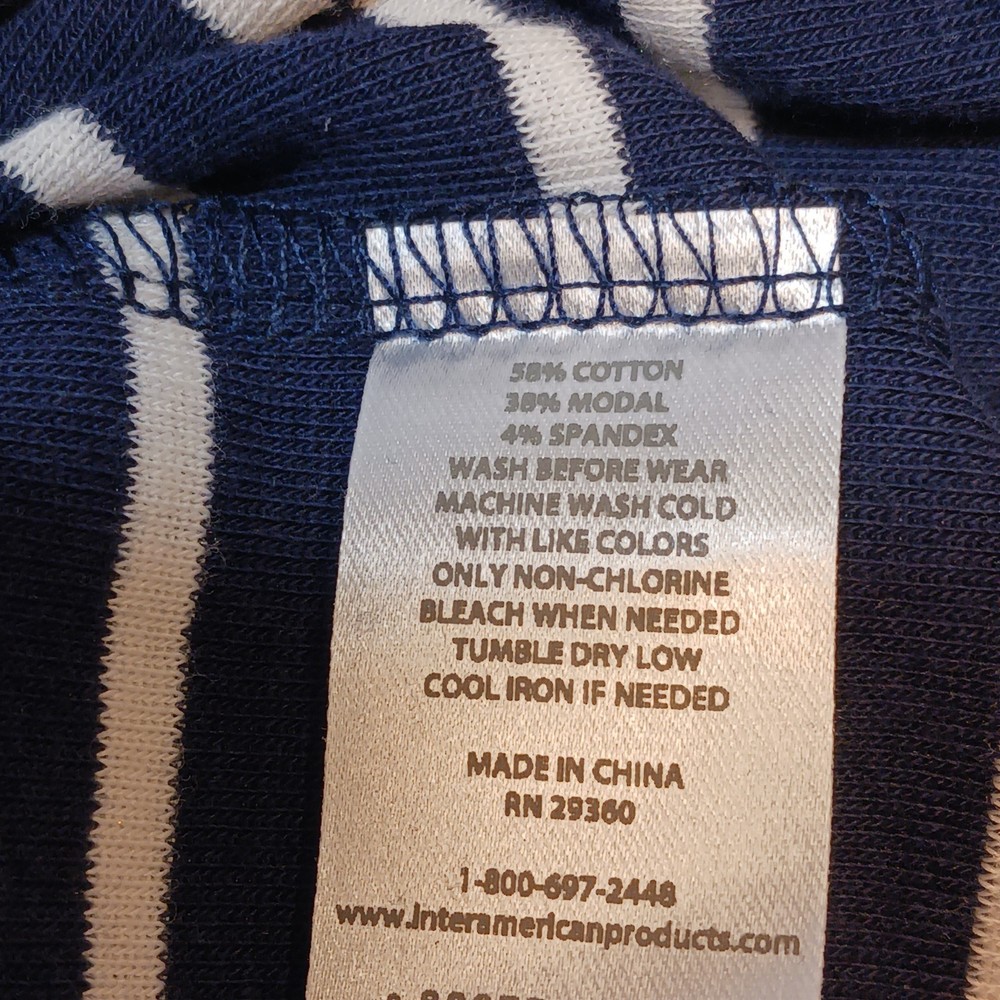 58% COTTON
38% MODAL
4% SPANDEX
WASH BEFORE WEAR
MACHINE WASH COLD
WITH LIKE COLORS
ONLY NON-CHLORINE
BLEACH WHEN NEEDED
TUMBLE DRY LOW
COOL IRON IF NEEDED
MADE IN CHINA
RN 29360
1-800-697-2448
www.interamericanproducts.com